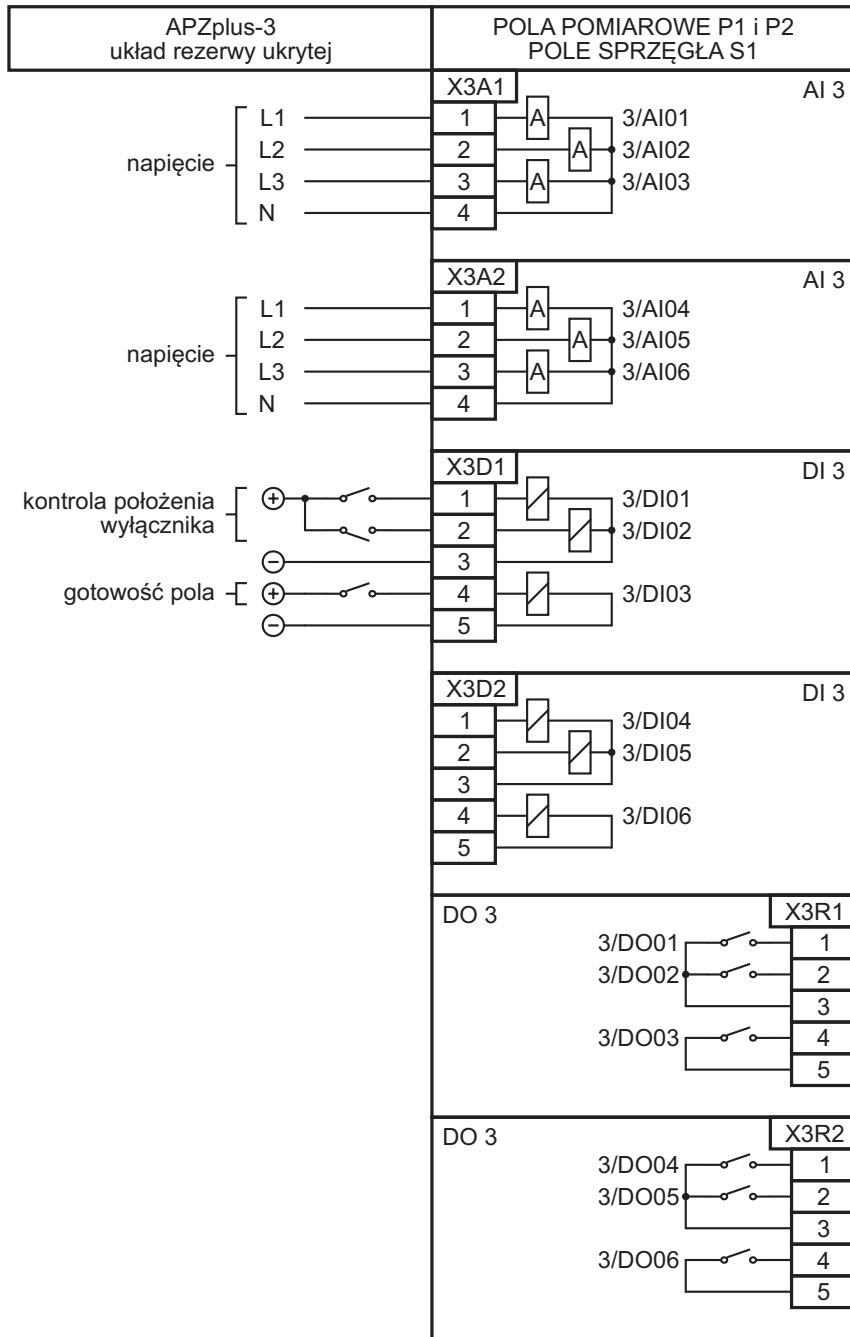 APZplus-3
układ rezerwy ukrytej
POLA POMIAROWE P1 i P2
POLE SPRZĘGŁA S1
X3A1
AI 3
napięcie
L1
1
A
3/AI01
L2
2
A
3/AI02
L3
3
A
3/AI03
N
4
X3A2
AI 3
napięcie
L1
1
A
3/AI04
L2
2
A
3/AI05
L3
3
A
3/AI06
N
4
X3D1
DI 3
kontrola położenia
wyłącznika
+
1
3/DI01
2
3/DI02
−
3
gotowość pola
+
4
3/DI03
−
5
X3D2
DI 3
1
3/DI04
2
3/DI05
3
4
3/DI06
5
DO 3
X3R1
3/DO01
1
3/DO02
2
3
3/DO03
4
5
DO 3
X3R2
3/DO04
1
3/DO05
2
3
3/DO06
4
5